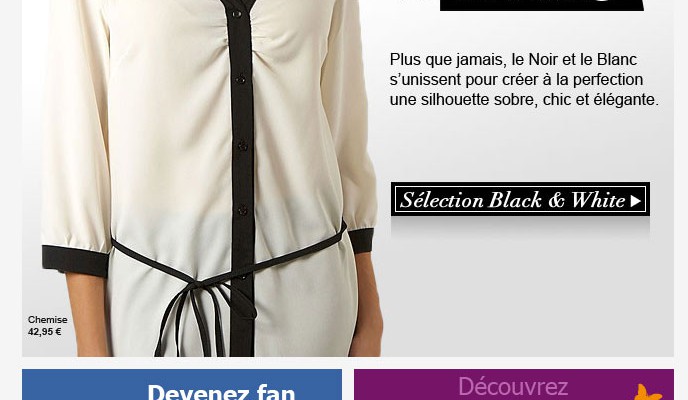 Plus que jamais, le Noir et le Blanc
s’unissent pour créer à la perfection
une silhouette sobre, chic et élégante.
Sélection Black & White
Chemise
42,95 €
Devenez fan
Découvrez